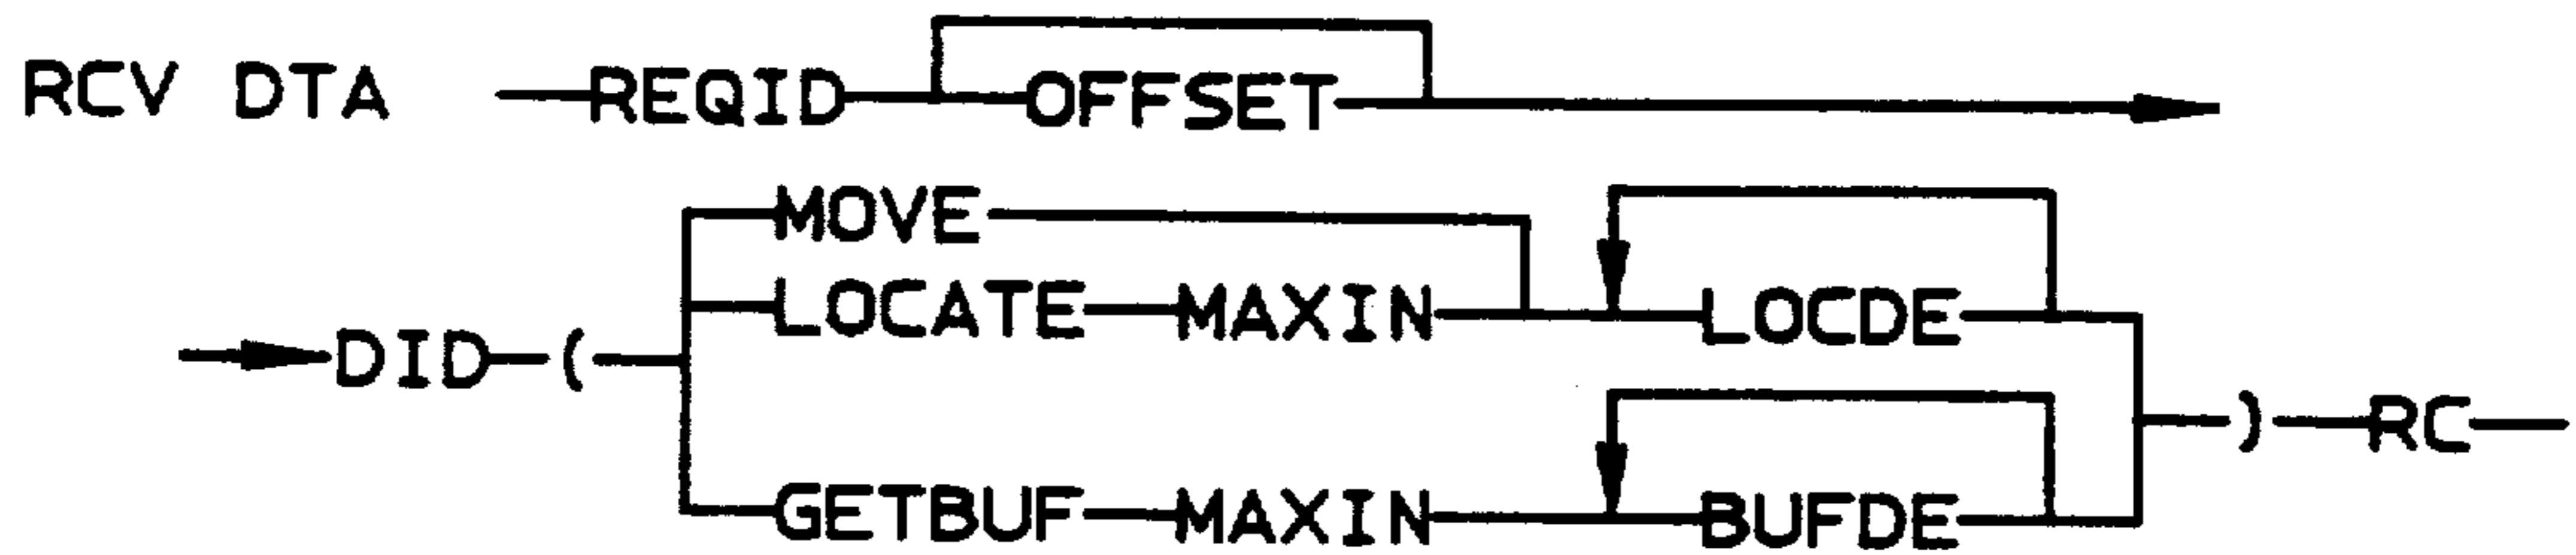 RCV DTA REQID OFFSET
MOVE
LOCATE MAXIN LOCDE
DID (
) RC
GETBUF MAXIN BUFDE